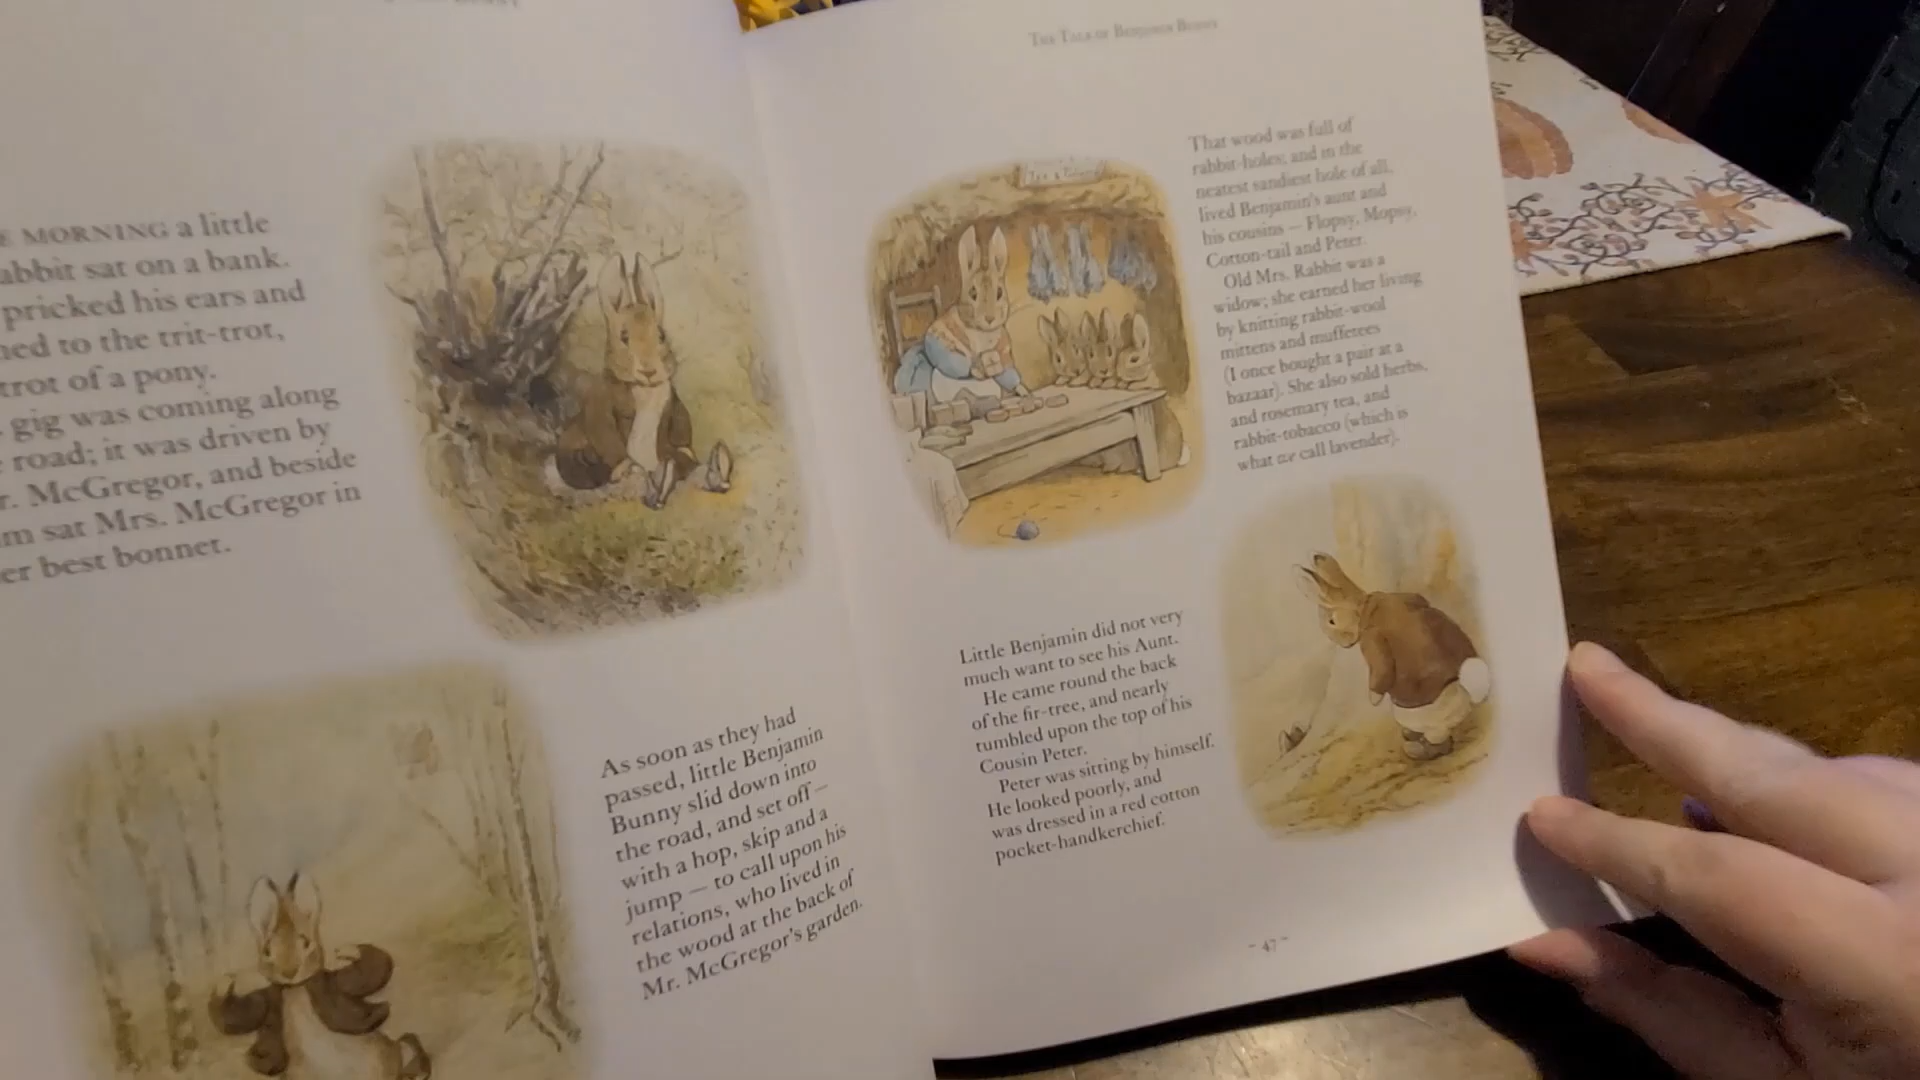 E MORNING a little
abbit sat on a bank.
pricked his ears and
ned to the trit-trot,
trot of a pony.
gig was coming along
road; it was driven by
r. McGregor, and beside
m sat Mrs. McGregor in
er best bonnet.
As soon as they had
passed, little Benjamin
Bunny slid down into
the road, and set off —
with a hop, skip and a
jump — to call upon his
relations, who lived in
the wood at the back of
Mr. McGregor's garden.
The Tale of Benjamin Bunny
That wood was full of
rabbit-holes; and in the
neatest sandiest hole of all,
lived Benjamin's aunt and
his cousins — Flopsy, Mopsy,
Cotton-tail and Peter.
Old Mrs. Rabbit was a
widow; she earned her living
by knitting rabbit-wool
mittens and muffetees
(I once bought a pair at a
bazaar). She also sold herbs,
and rosemary tea, and
rabbit-tobacco (which is
what we call lavender).
Little Benjamin did not very
much want to see his Aunt.
He came round the back
of the fir-tree, and nearly
tumbled upon the top of his
Cousin Peter.
Peter was sitting by himself.
He looked poorly, and
was dressed in a red cotton
pocket-handkerchief.
~ 47 ~